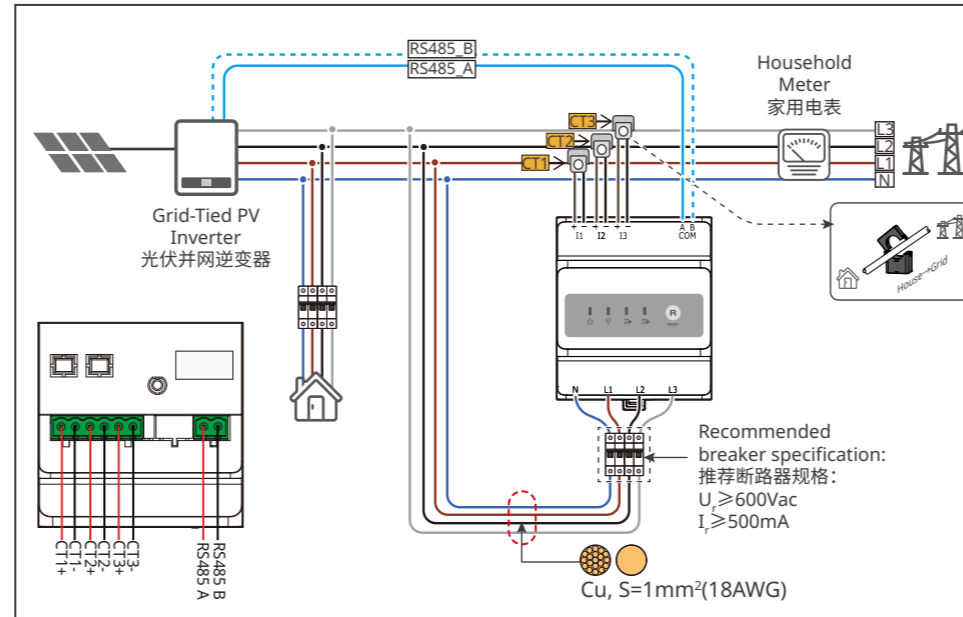 RS485_B
RS485_A
Household
Meter
家用电表
CT3
CT2
CT1
L3
L2
L1
N
Grid-Tied PV
Inverter
光伏并网逆变器
+ - + - + -
I1 I2 I3
A B
COM
House→Grid
R
N L1 L2 L3
Recommended
breaker specification:
推荐断路器规格：
Uᵣ≥600Vac
Iᵣ≥500mA
CT1+
CT1-
CT2+
CT2-
CT3+
CT3-
RS485 A
RS485 B
Cu, S=1mm²(18AWG)